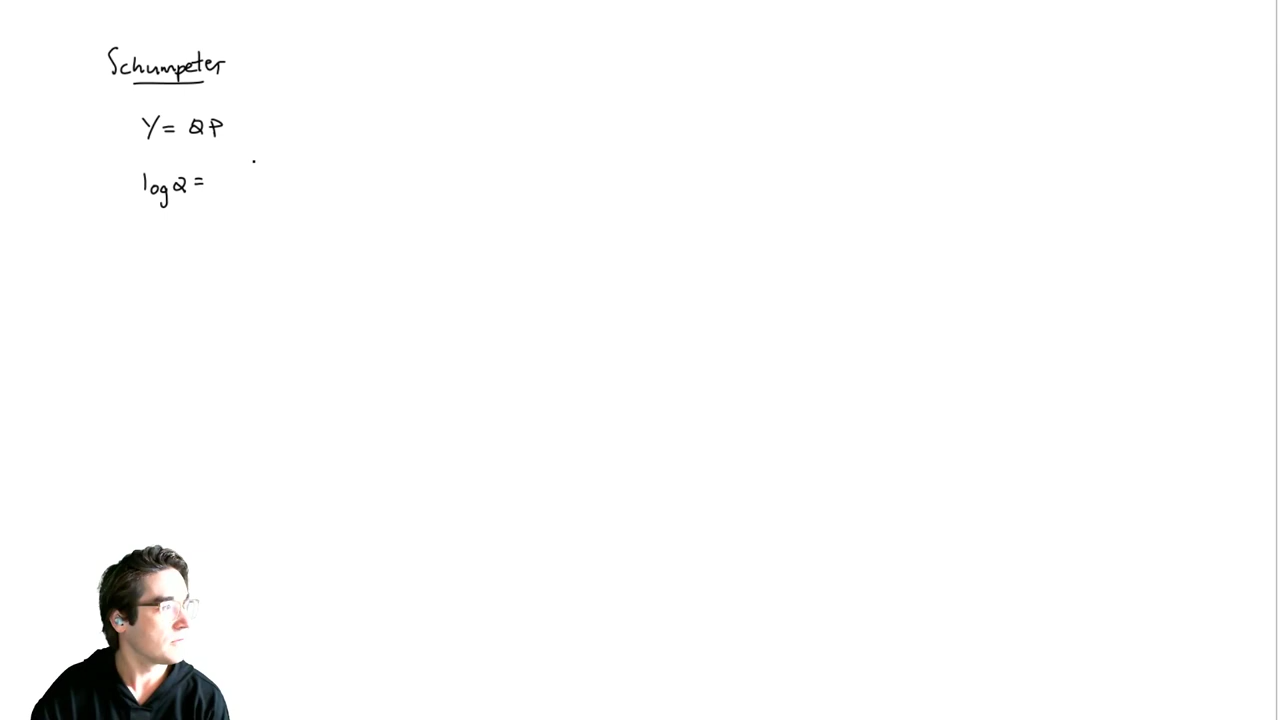 Schumpeter
Y = QP
log Q =